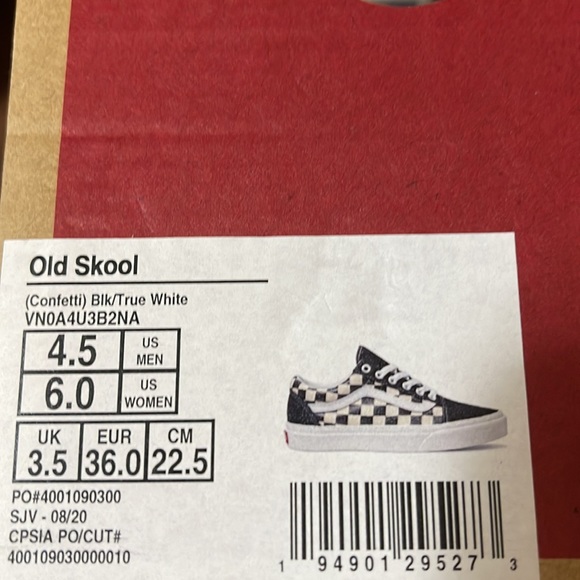 Old Skool
(Confetti) Blk/True White
VN0A4U3B2NA
4.5 US MEN
6.0 US WOMEN
UK EUR CM
3.5 36.0 22.5
PO#4001090300
SJV - 08/20
CPSIA PO/CUT#
400109030000010
1 94901 29527 3